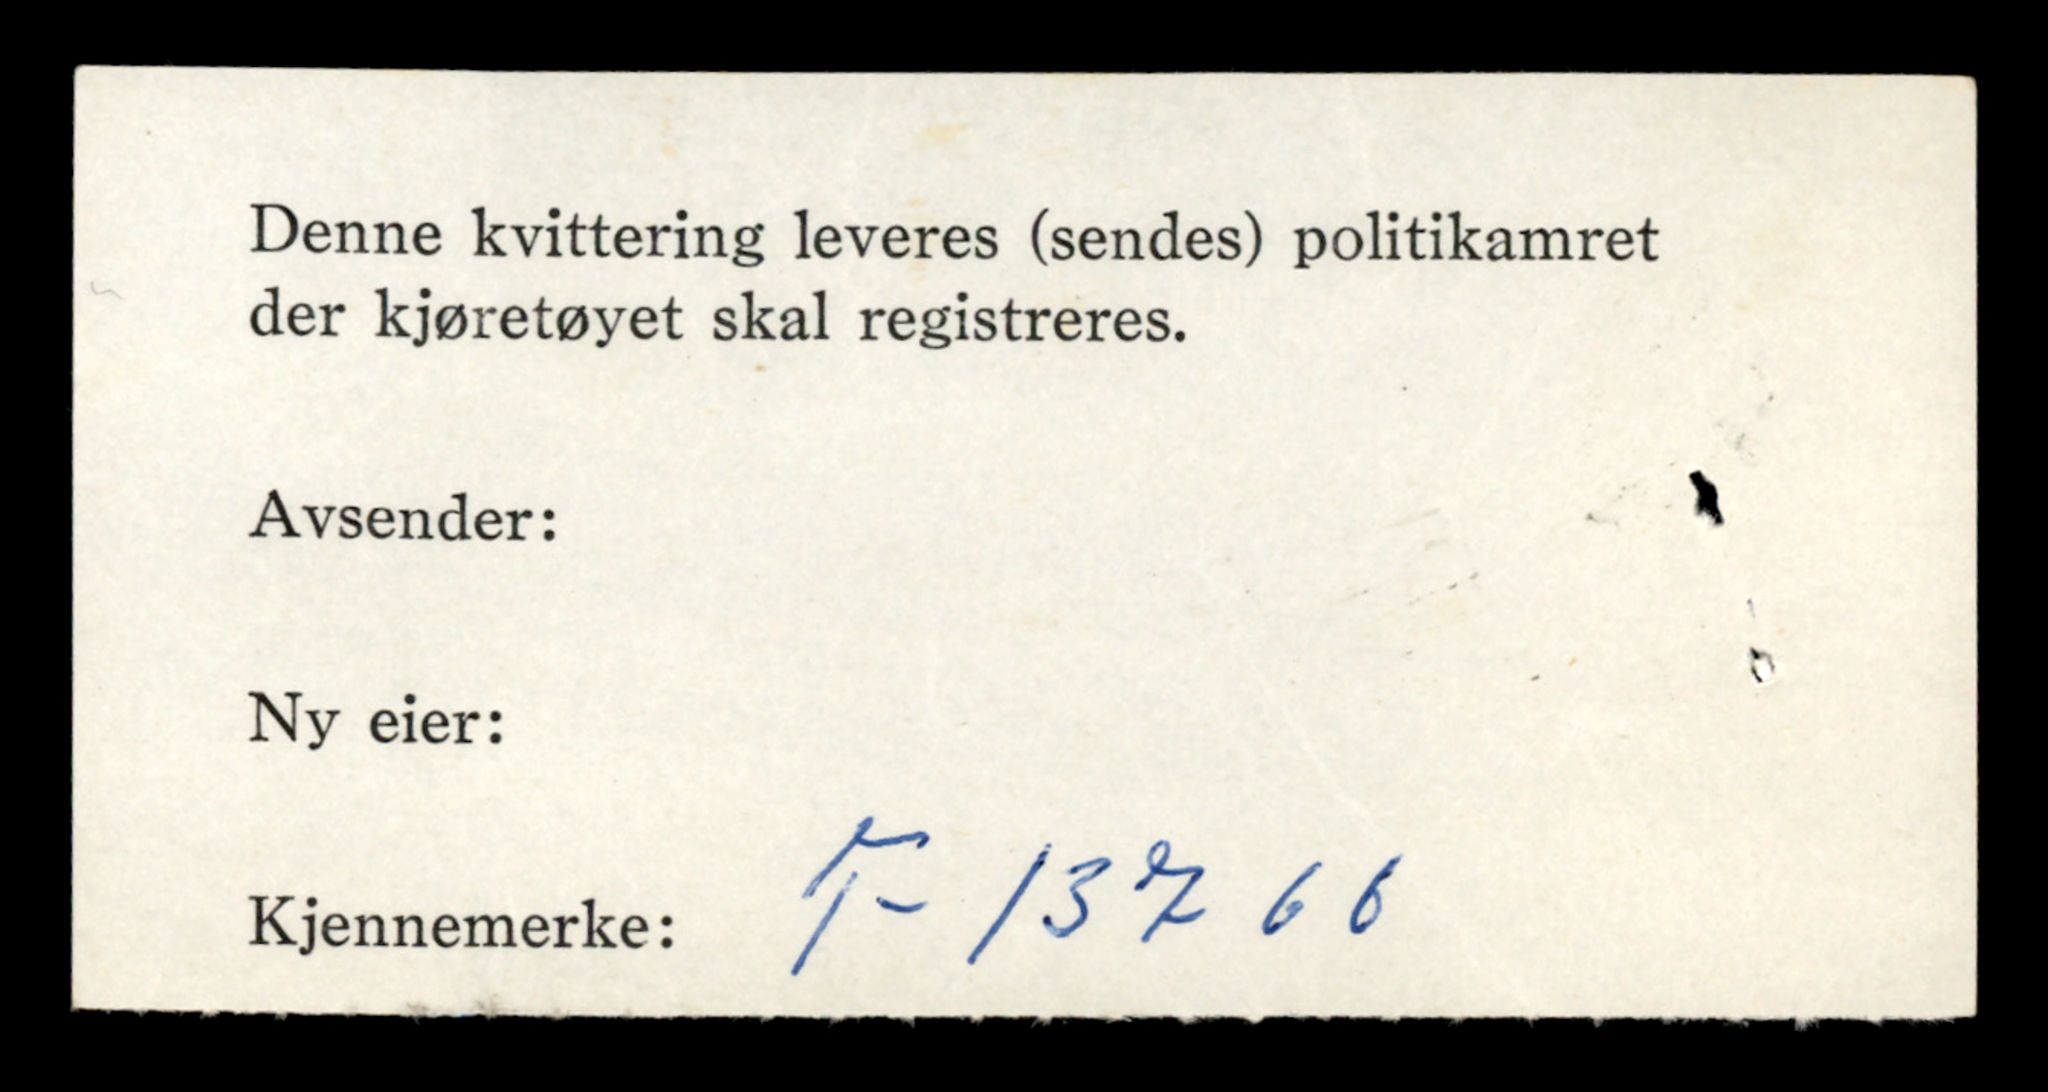 Denne kvittering leveres (sendes) politikamret
der kjøretøyet skal registreres.
Avsender:
Ny eier:
Kjennemerke: T- 13766